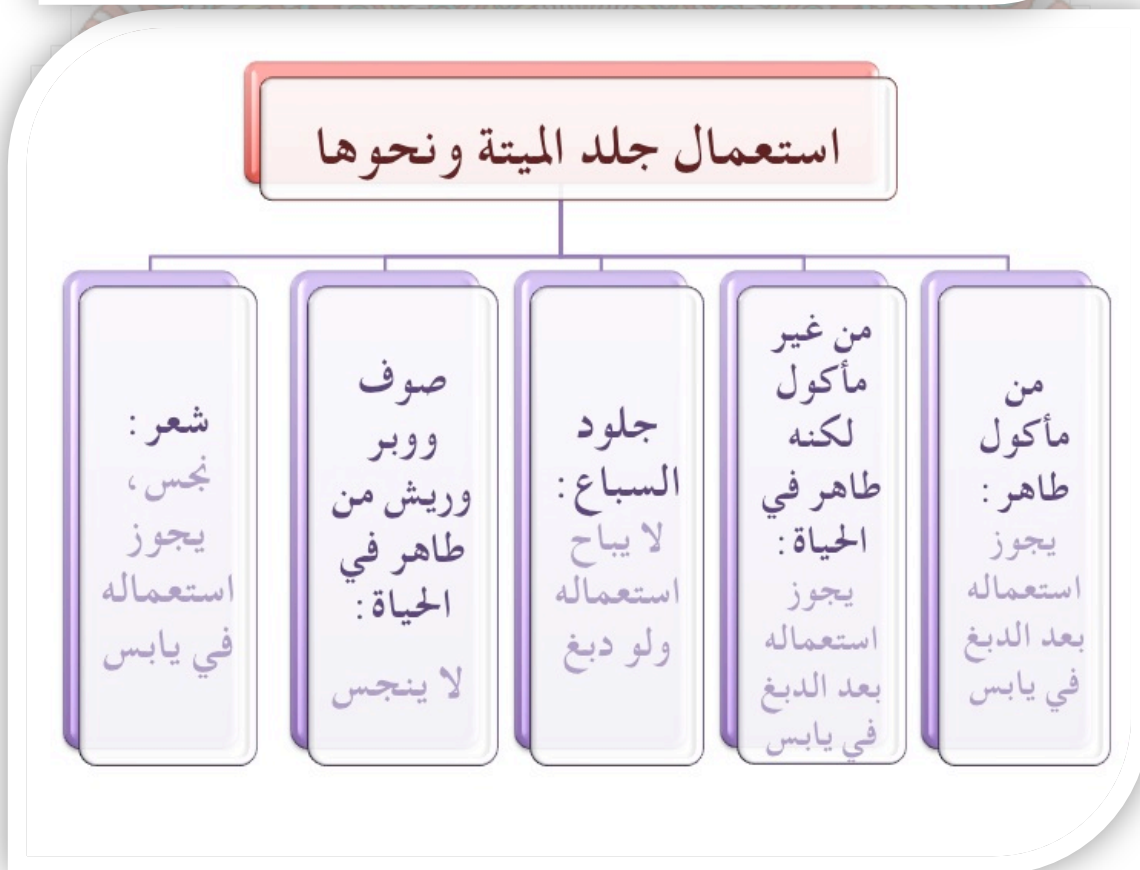 استعمال جلد الميتة ونحوها
من
مأكول
طاهر :
يجوز
استعماله
بعد الدبغ
في يابس
من غير
مأكول
لكنه
طاهر في
الحياة :
يجوز
استعماله
بعد الدبغ
في يابس
جلود
السباع :
لا يباح
استعماله
ولو دبغ
صوف
ووبر
وريش من
طاهر في
الحياة :
لا ينجس
شعر :
نجس ،
يجوز
استعماله
في يابس